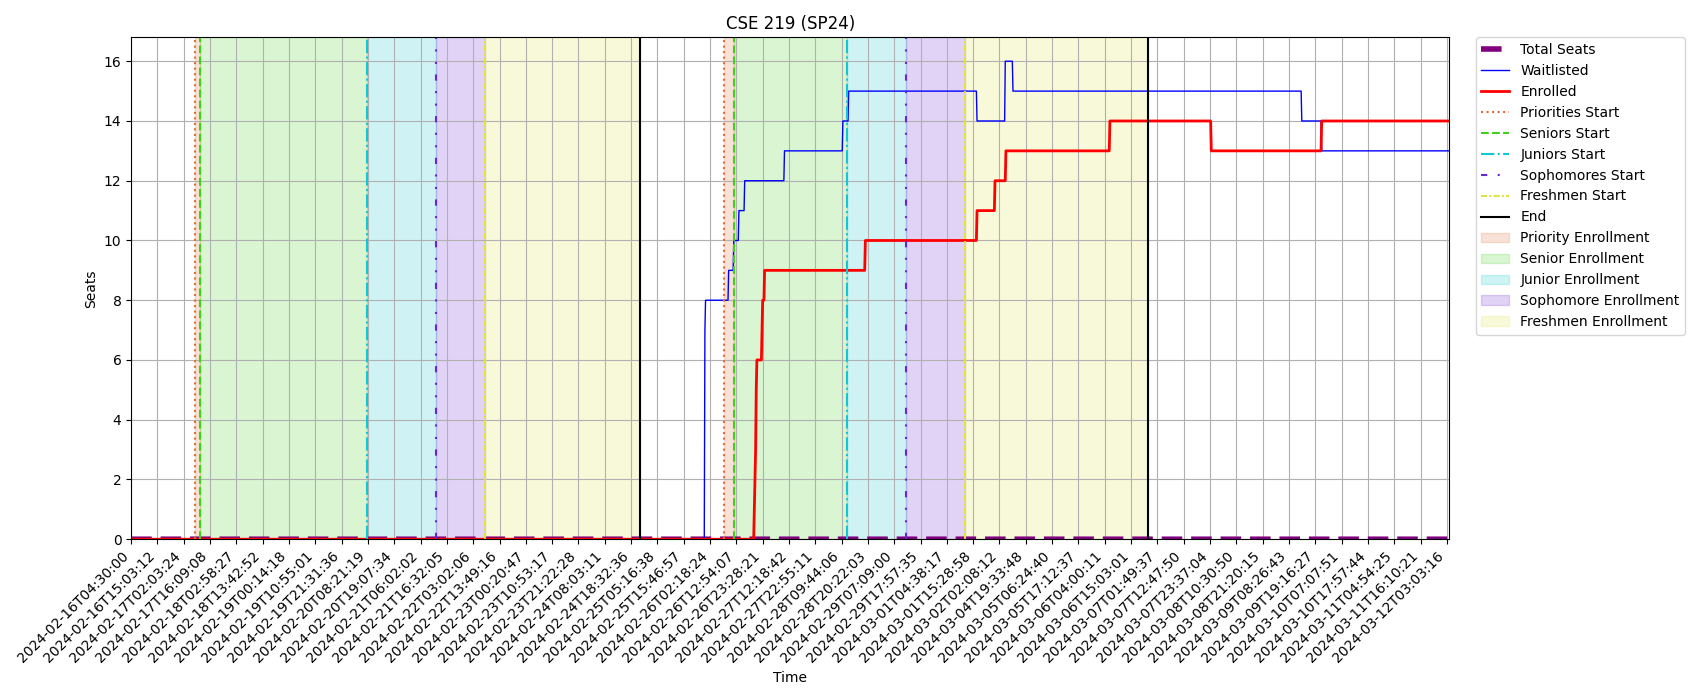 CSE 219 (SP24)
Seats
16
14
12
10
8
6
4
2
0
2024-02-16T04:30:00
2024-02-16T15:03:12
2024-02-17T02:03:24
2024-02-17T16:09:08
2024-02-18T02:58:27
2024-02-18T13:42:52
2024-02-19T00:14:18
2024-02-19T10:55:01
2024-02-19T21:31:36
2024-02-20T08:21:19
2024-02-20T19:07:34
2024-02-21T06:02:02
2024-02-21T16:32:05
2024-02-22T03:02:06
2024-02-22T13:49:16
2024-02-23T00:20:47
2024-02-23T10:53:17
2024-02-23T21:22:28
2024-02-24T08:03:11
2024-02-24T18:32:36
2024-02-25T05:16:38
2024-02-25T15:46:57
2024-02-26T02:18:24
2024-02-26T12:54:07
2024-02-26T23:28:21
2024-02-27T12:18:42
2024-02-27T22:55:11
2024-02-28T09:44:06
2024-02-28T20:22:03
2024-02-29T07:09:00
2024-02-29T17:57:35
2024-03-01T04:38:17
2024-03-01T15:28:58
2024-03-02T02:08:12
2024-03-04T19:33:48
2024-03-05T06:24:40
2024-03-05T17:12:37
2024-03-06T04:00:11
2024-03-06T15:03:01
2024-03-07T01:49:37
2024-03-07T12:47:50
2024-03-07T23:37:04
2024-03-08T10:30:50
2024-03-08T21:20:15
2024-03-09T08:26:43
2024-03-09T19:16:27
2024-03-10T07:07:51
2024-03-10T17:57:44
2024-03-11T04:54:25
2024-03-11T16:10:21
2024-03-12T03:03:16
Time
Total Seats
Waitlisted
Enrolled
Priorities Start
Seniors Start
Juniors Start
Sophomores Start
Freshmen Start
End
Priority Enrollment
Senior Enrollment
Junior Enrollment
Sophomore Enrollment
Freshmen Enrollment